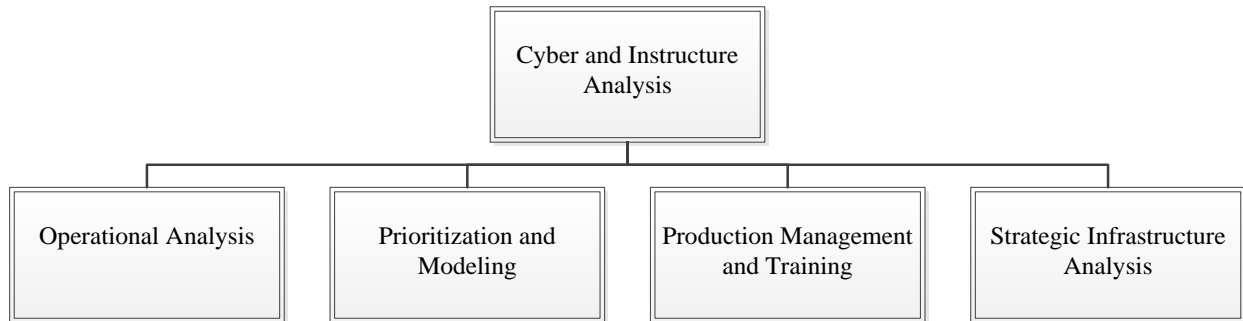 Cyber and Instructure
Analysis
Operational Analysis
Prioritization and
Modeling
Production Management
and Training
Strategic Infrastructure
Analysis